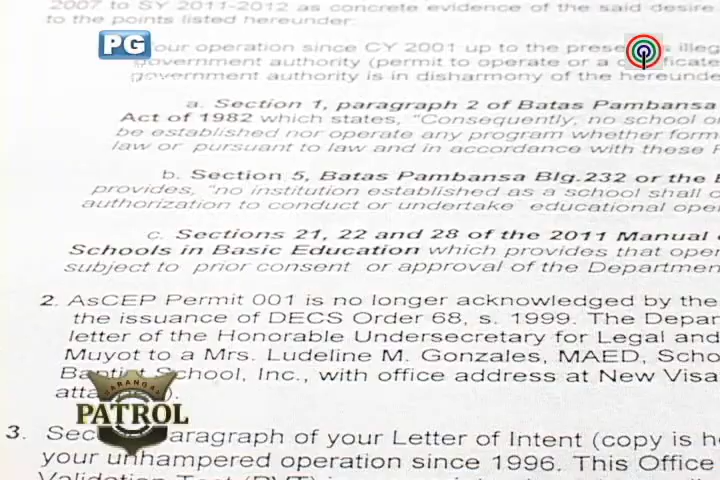 2007 to SY 2011-2012 as concrete evidence of the said desire
to the points listed hereunder:
PG
our operation since CY 2001 up to the illeg
government authority (permit to operate or a
government authority is in disharmony of the hereunde
a. Section 1, paragraph 2 of Batas Pambansa
Act of 1982 which states, "Consequently, no school o
be established nor operate any program whether form
law or pursuant to law and in accordance with these
b. Section 5, Batas Pambansa Blg.232 or the
provides, "no institution established as a school shall
authorization to conduct or undertake educational ope
c. Sections 21, 22 and 28 of the 2011 Manual
Schools in Basic Education which provides that ope
subject to prior consent or approval of the Departmen
2. AsCEP Permit 001 is no longer acknowledged by the
the issuance of DECS Order 68, s. 1999. The Depar
letter of the Honorable Undersecretary for Legal and
Muyot to a Mrs. Ludeline M. Gonzales, MAED, Scho
Baptist School, Inc., with office address at New Visa
atta
BARANGAY
PATROL
3. Sec aragraph of your Letter of Intent (copy is he
your unhampered operation since 1996. This Office
Validation Test (PVT)